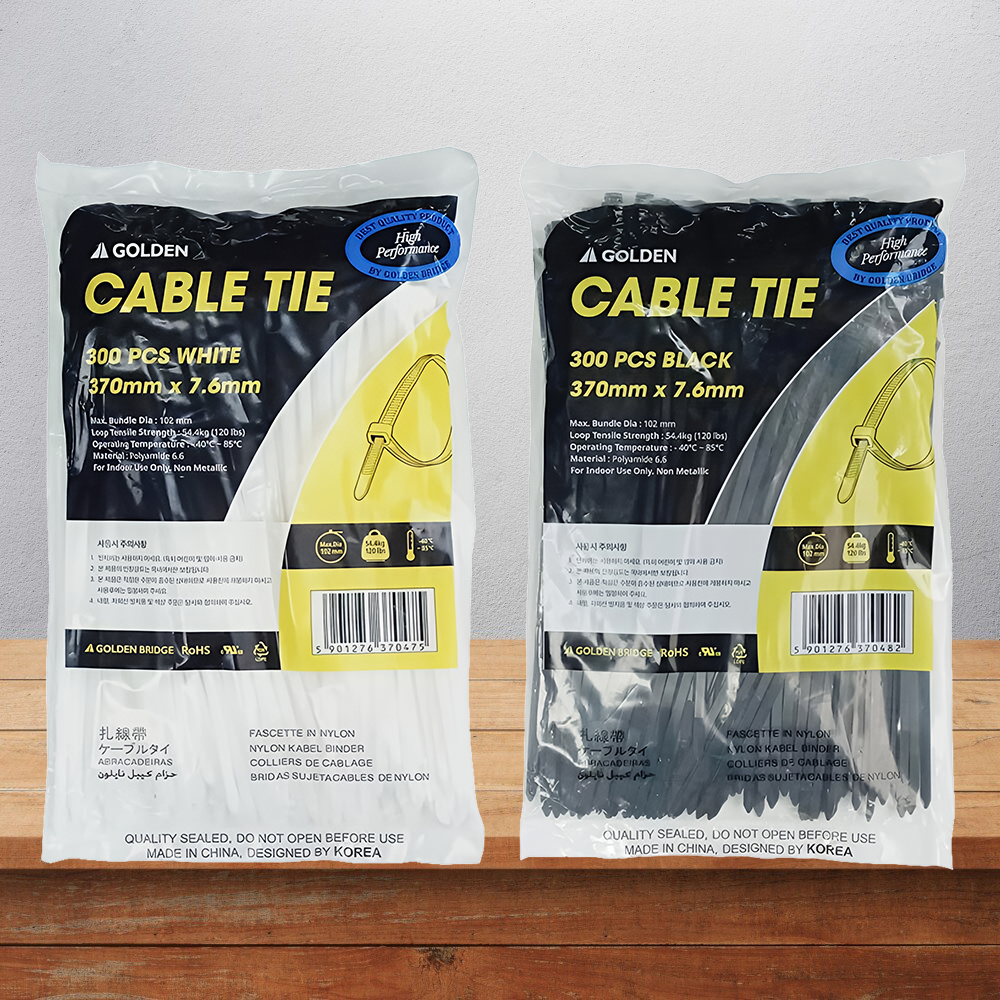 GOLDEN
CABLE TIE
BEST QUALITY PRODUCT
High
Performance
BY GOLDEN BRIDGE
300 PCS WHITE
370mm x 7.6mm
Max. Bundle Dia : 102 mm
Loop Tensile Strength : 54.4kg (120 lbs)
Operating Temperature : -40°C ~ 85°C
Material : Polyamide 6.6
For Indoor Use Only, Non Metallic
사용시 주의사항
Max.Dia
102 mm
54.4kg
120 lbs
-40°
~ 85°C
5 901276 370475
GOLDEN BRIDGE RoHS
扎線帶
ケーブルタイ
ABRACADEIRAS
حزام كيبل نايلون
FASCETTE IN NYLON
NYLON KABEL BINDER
COLLIERS DE CABLAGE
BRIDAS SUJETACABLES DE NYLON
QUALITY SEALED, DO NOT OPEN BEFORE USE
MADE IN CHINA, DESIGNED BY KOREA
GOLDEN
CABLE TIE
BEST QUALITY
High
Performance
BY GOLDEN BRIDGE
300 PCS BLACK
370mm x 7.6mm
Max. Bundle Dia : 102 mm
Loop Tensile Strength : 54.4kg (120 lbs)
Operating Temperature : -40°C ~ 85°C
Material : Polyamide 6.6
For Indoor Use Only, Non Metallic
사용시 주의사항
Max.Dia
102 mm
54.4kg
120 lbs
-40°
~ 85°C
5 901276 370482
GOLDEN BRIDGE RoHS
扎線帶
ケーブルタイ
ABRACADEIRAS
حزام كيبل نايلون
FASCETTE IN NYLON
NYLON KABEL BINDER
COLLIERS DE CABLAGE
BRIDAS SUJETACABLES DE NYLON
QUALITY SEALED, DO NOT OPEN BEFORE USE
MADE IN CHINA, DESIGNED BY KOREA